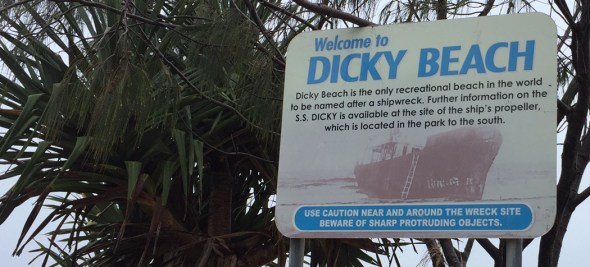 Welcome to
DICKY BEACH
Dicky Beach is the only recreational beach in the world
to be named after a shipwreck. Further information on the
S.S. DICKY is available at the site of the ship's propeller,
which is located in the park to the south.
USE CAUTION NEAR AND AROUND THE WRECK SITE
BEWARE OF SHARP PROTRUDING OBJECTS.